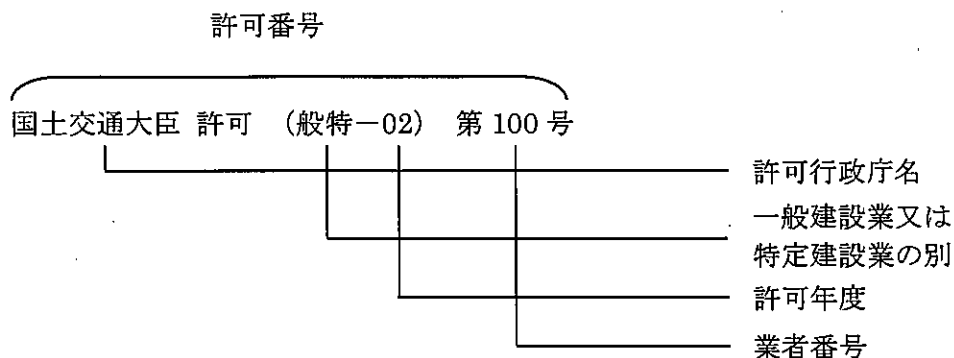 許可番号
国土交通大臣 許可 （般特－02） 第 100 号
許可行政庁名
一般建設業又は
特定建設業の別
許可年度
業者番号